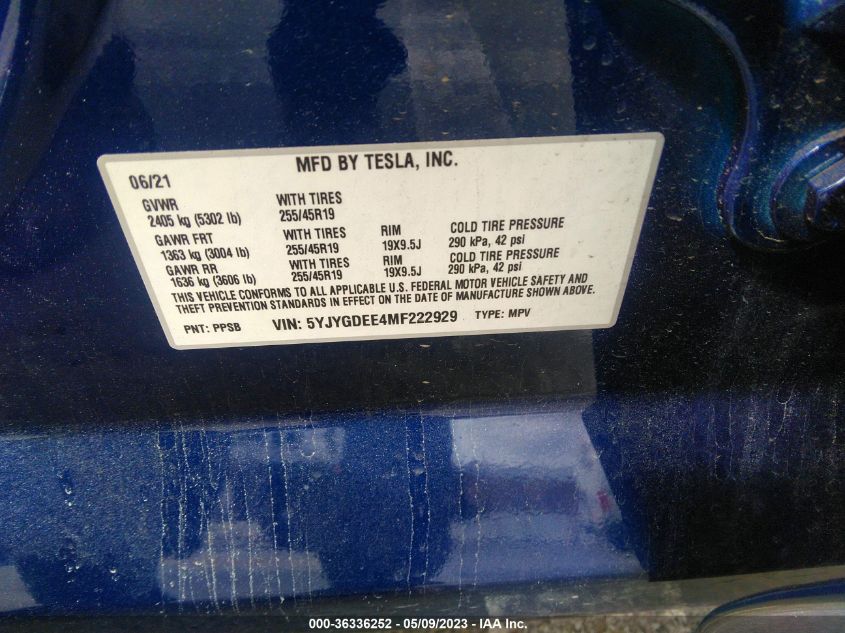 MFD BY TESLA, INC.
06/21
GVWR WITH TIRES
2405 kg (5302 lb) 255/45R19
GAWR FRT WITH TIRES RIM COLD TIRE PRESSURE
1363 kg (3004 lb) 255/45R19 19X9.5J 290 kPa, 42 psi
GAWR RR WITH TIRES RIM COLD TIRE PRESSURE
1636 kg (3606 lb) 255/45R19 19X9.5J 290 kPa, 42 psi
THIS VEHICLE CONFORMS TO ALL APPLICABLE U.S. FEDERAL MOTOR VEHICLE SAFETY AND
THEFT PREVENTION STANDARDS IN EFFECT ON THE DATE OF MANUFACTURE SHOWN ABOVE.
PNT: PPSB VIN: 5YJYGDEE4MF222929 TYPE: MPV
000-36336252 - 05/09/2023 - IAA Inc.